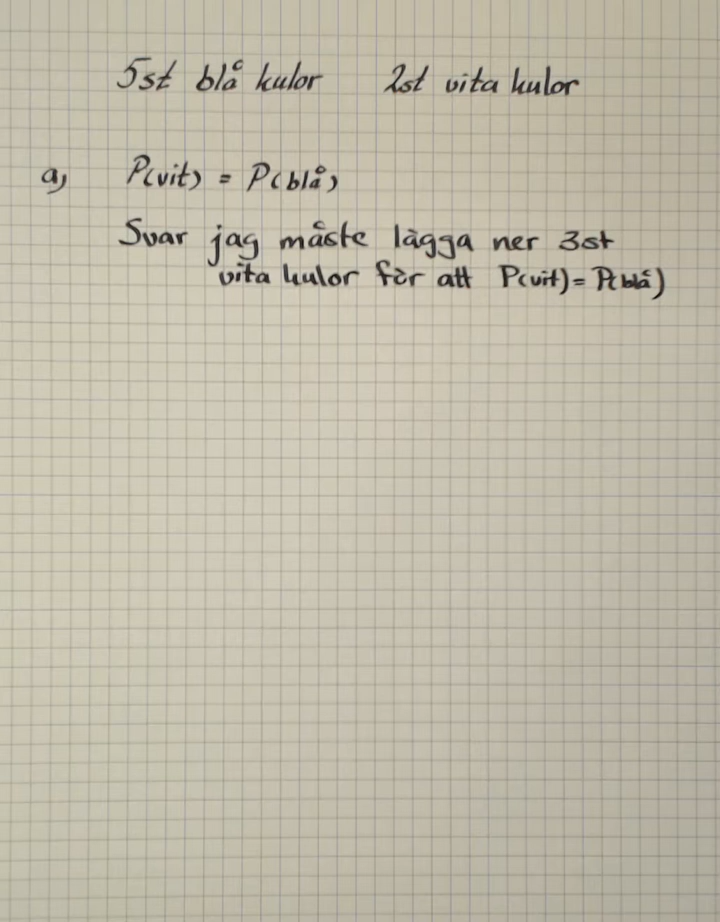 5st blå kulor 2st vita kulor
a) P(vit) = P(blå)
Svar jag måste lägga ner 3st
vita kulor för att P(vit) = P(blå)